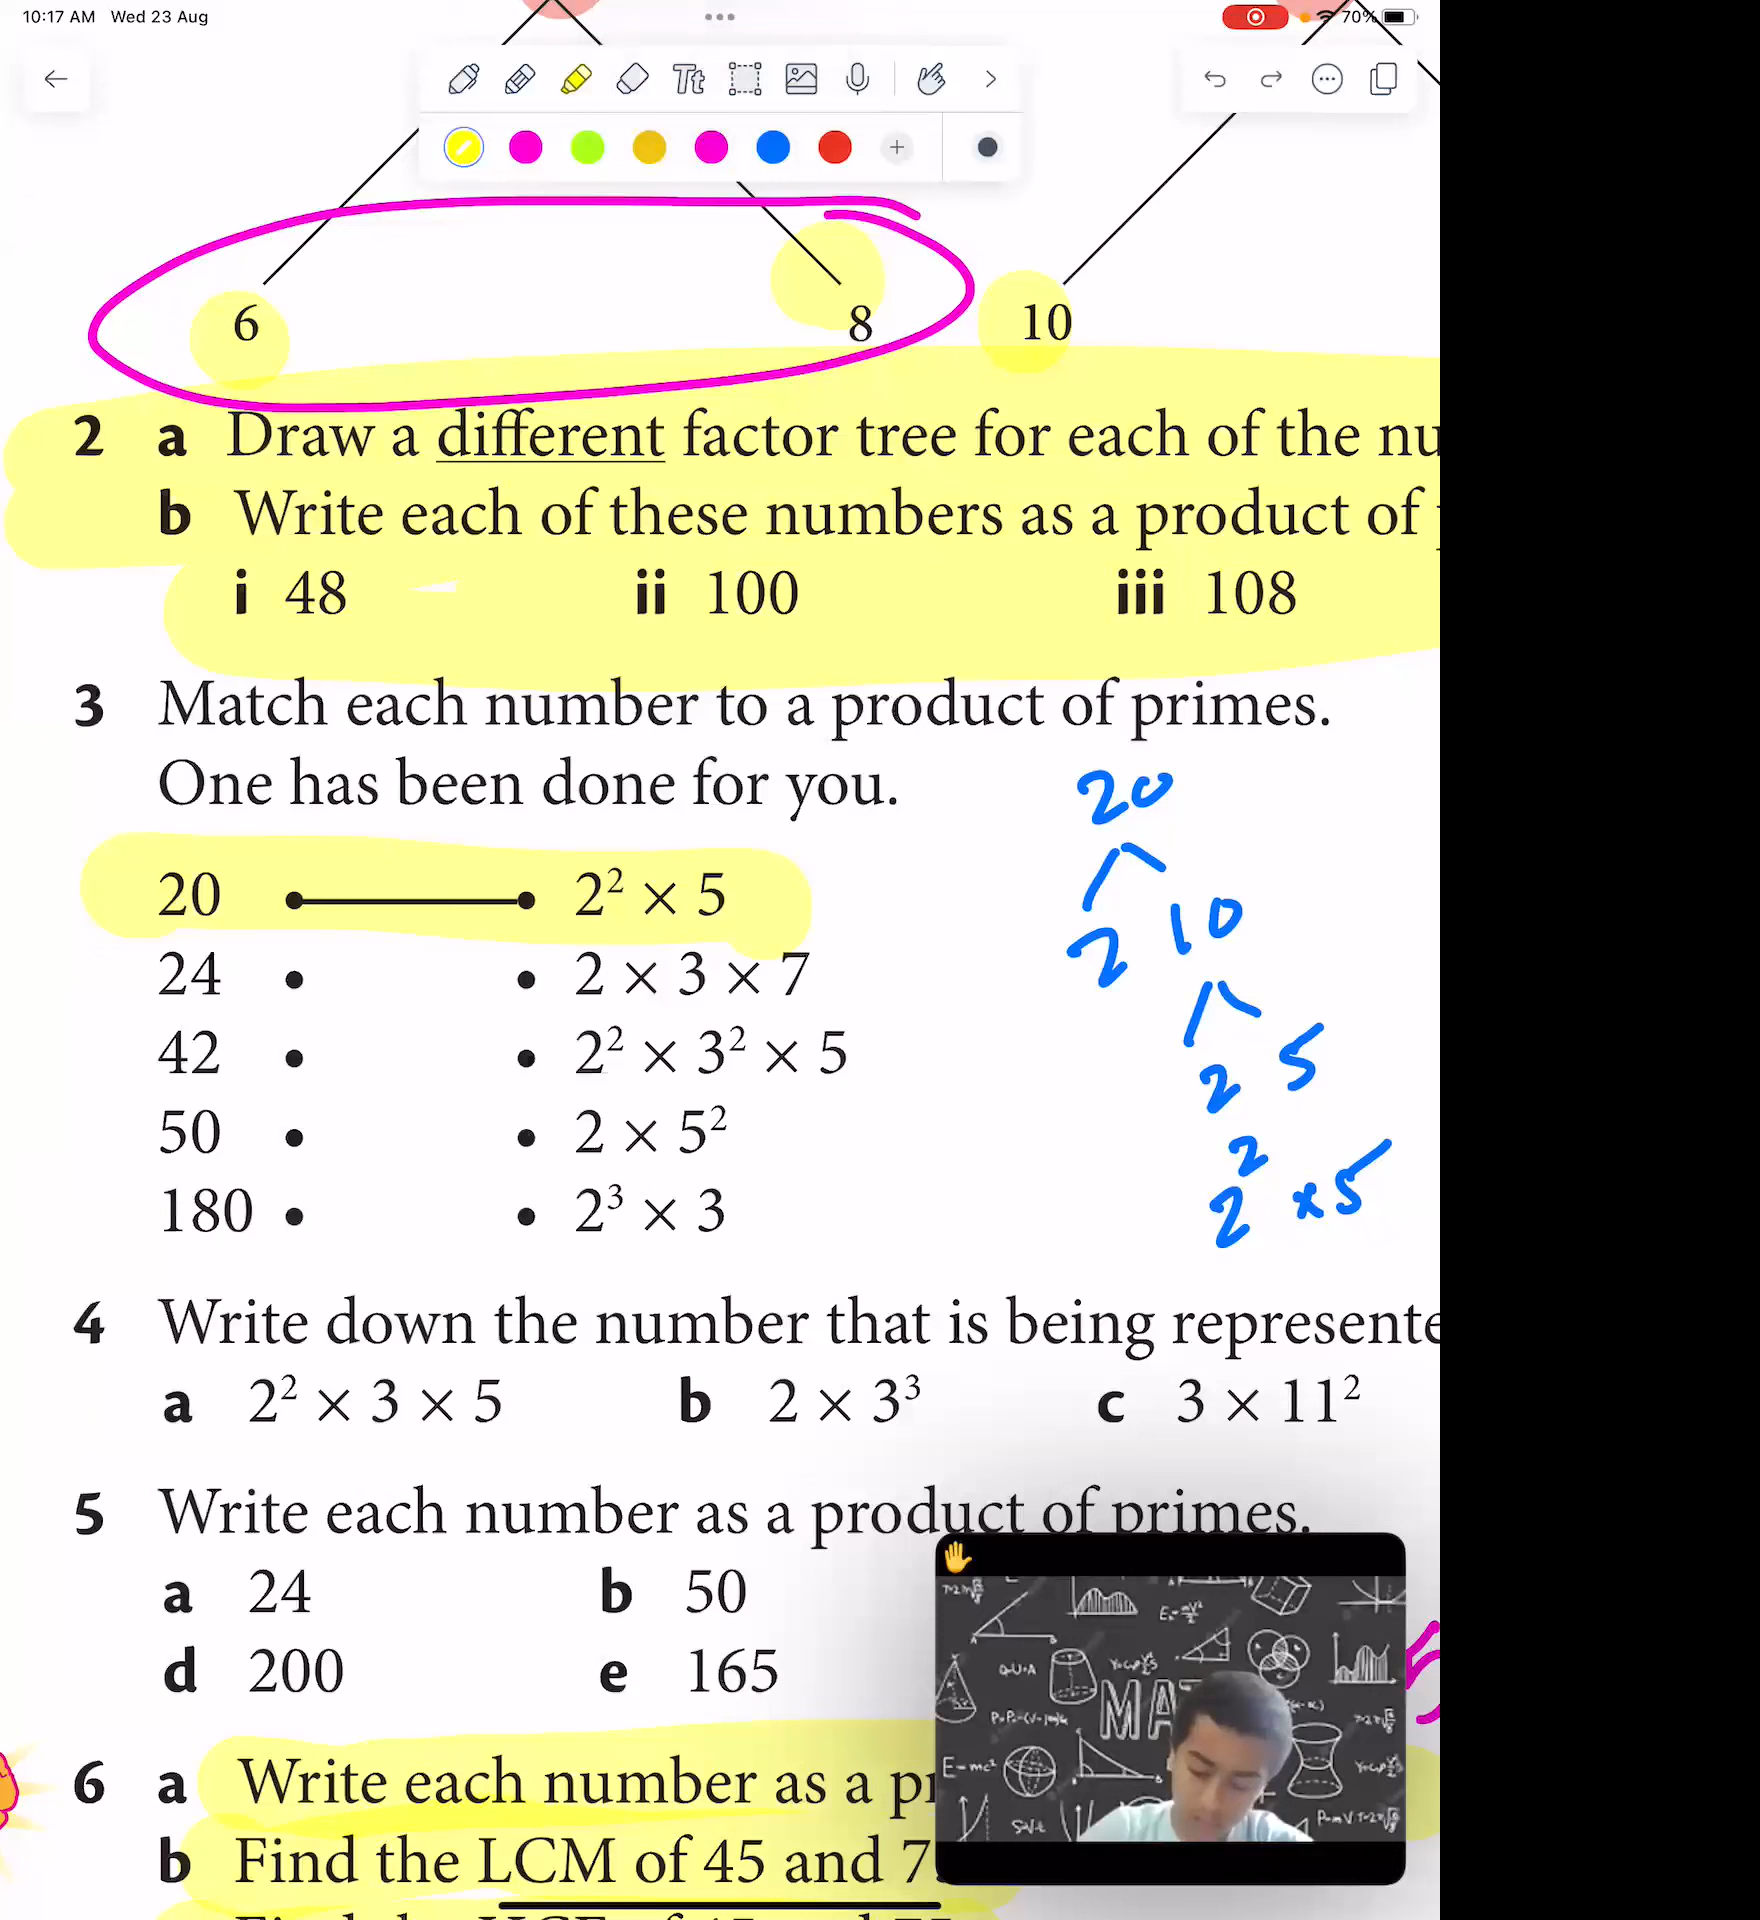 10:17 AM Wed 23 Aug
70%
Tt
6 8 10
2 a Draw a different factor tree for each of the nu
b Write each of these numbers as a product of
i 48 ii 100 iii 108
3 Match each number to a product of primes.
One has been done for you.
20 2² × 5
24 2 × 3 × 7
42 2² × 3² × 5
50 2 × 5²
180 2³ × 3
20
2 10
2 5
2² × 5
4 Write down the number that is being represente
a 2² × 3 × 5 b 2 × 3³ c 3 × 11²
5 Write each number as a product of primes.
a 24 b 50
d 200 e 165
6 a Write each number as a p
b Find the LCM of 45 and 7
MA
E=mc²